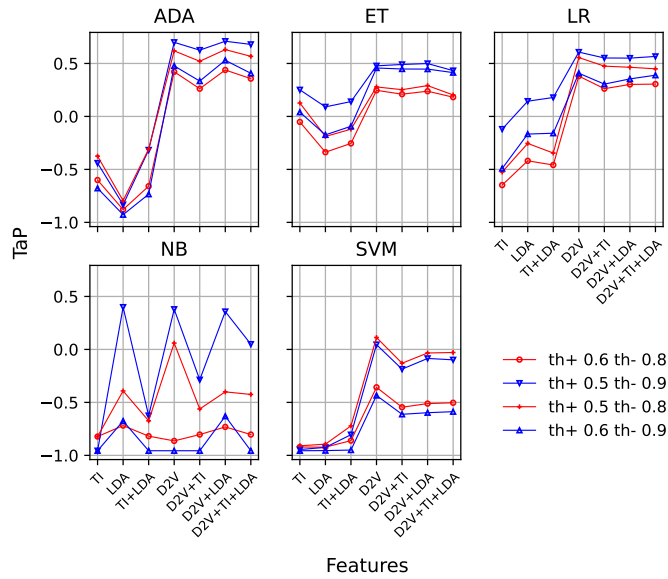 ADA
ET
LR
0.5
0.0
−0.5
−1.0
TaP
TI
LDA
TI+LDA
D2V
D2V+TI
D2V+LDA
D2V+TI+LDA
NB
SVM
0.5
0.0
−0.5
−1.0
th+ 0.6 th- 0.8
th+ 0.5 th- 0.9
th+ 0.5 th- 0.8
th+ 0.6 th- 0.9
TI
LDA
TI+LDA
D2V
D2V+TI
D2V+LDA
D2V+TI+LDA
TI
LDA
TI+LDA
D2V
D2V+TI
D2V+LDA
D2V+TI+LDA
Features